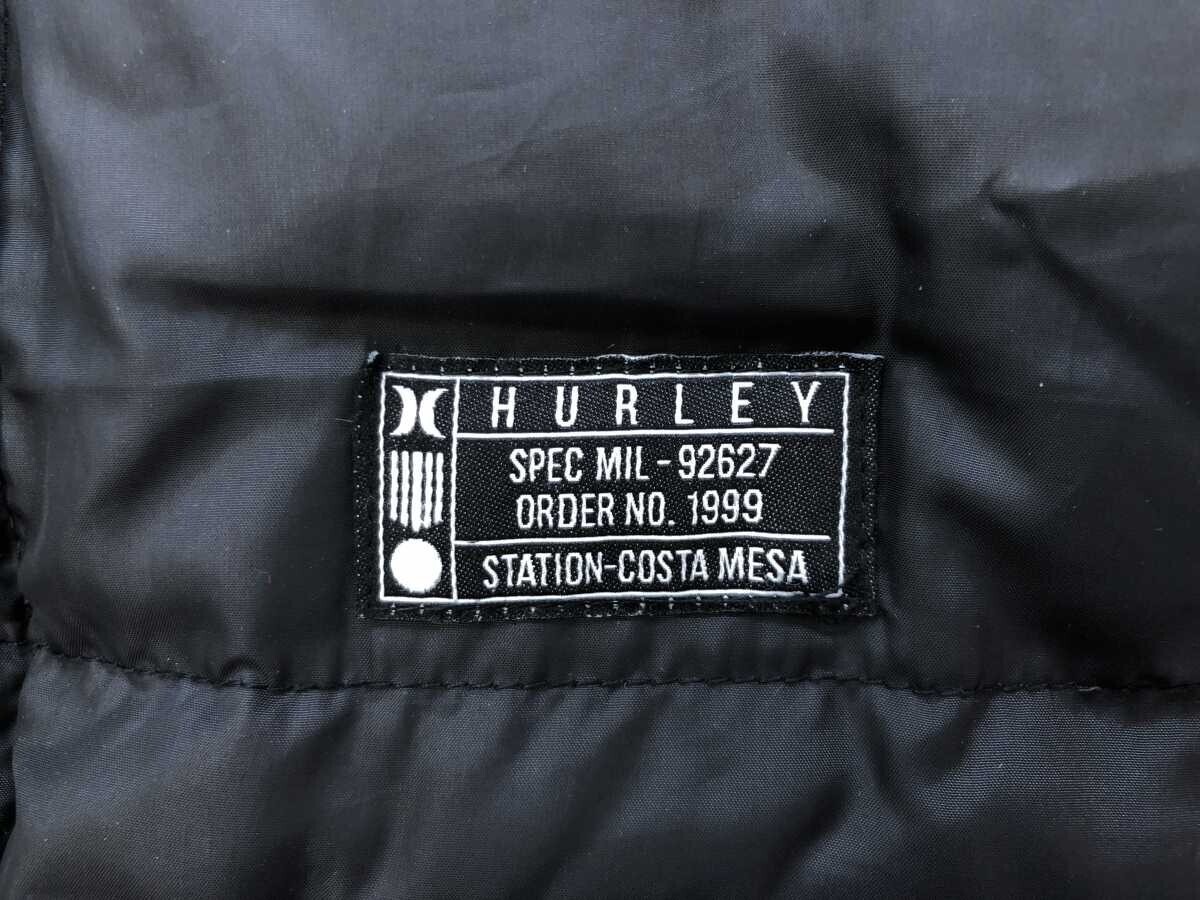 HURLEY
SPEC MIL-92627
ORDER NO. 1999
STATION-COSTA MESA